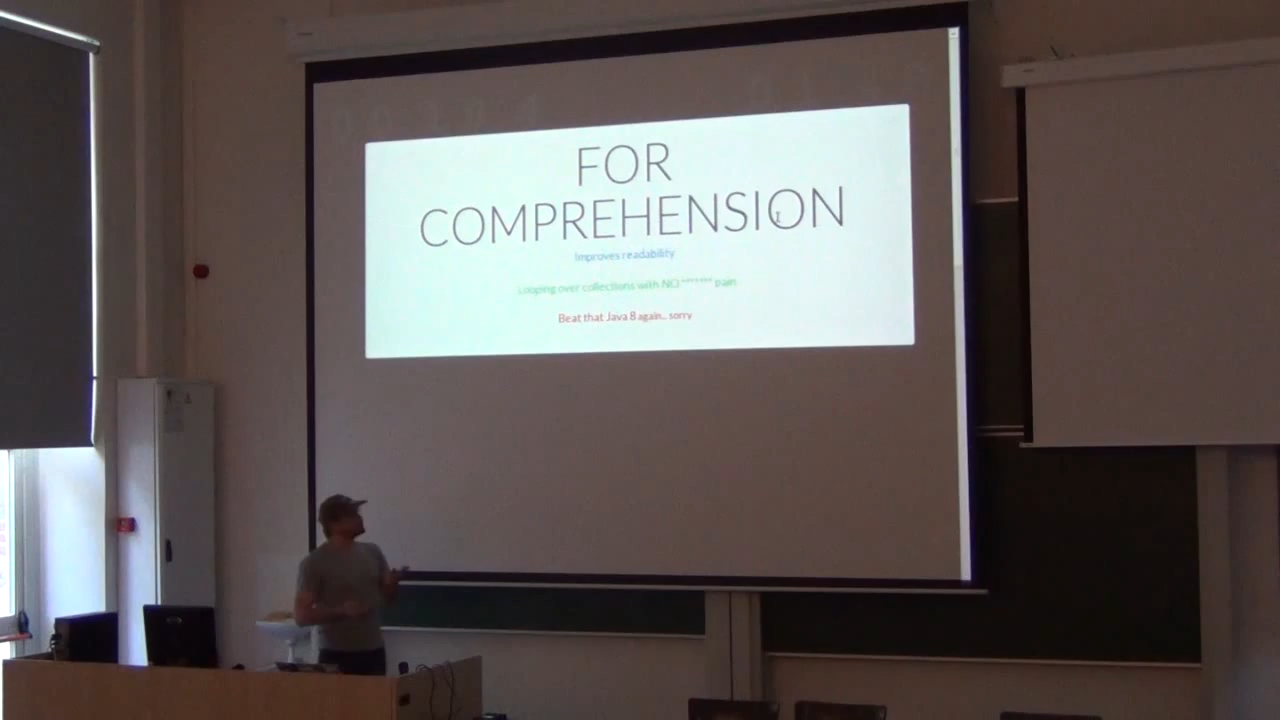 FOR
COMPREHENSION
Improves readability
Looping over collections with NO ******* pain
Beat that Java 8 again... sorry